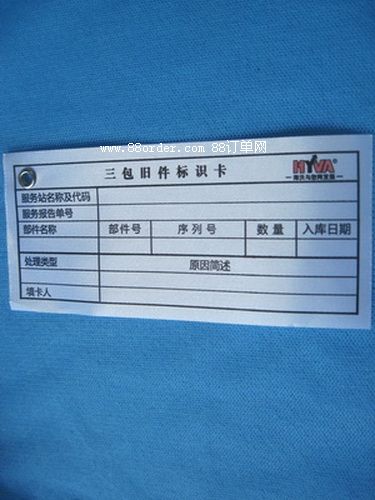 www.88order.com 88订单网
三包旧件标识卡
HYVA®
服务站名称及代码
服务报告单号
部件名称 部件号 序列号 数量 入库日期
处理类型 原因简述
填卡人